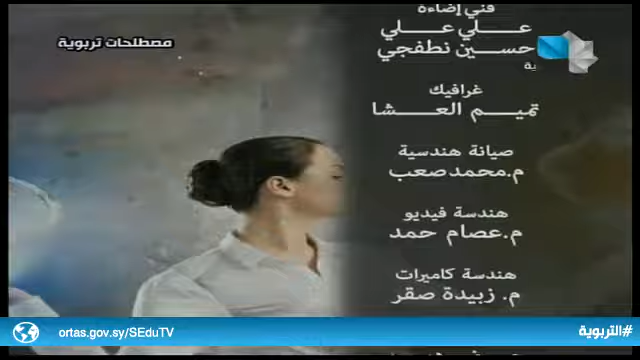 مصطلحات تربوية
فني إضاءة
علي علي
حسين نطفجي
غرافيك
تميم العشا
صيانة هندسية
م.محمد صعب
هندسة فيديو
م.عصام حمد
هندسة كاميرات
م. زبيدة صقر
ortas.gov.sy/SEduTV
#التربوية